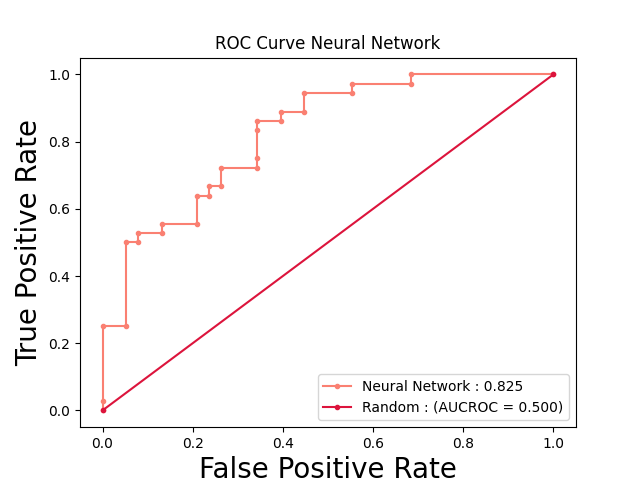 ROC Curve Neural Network
True Positive Rate
1.0
0.8
0.6
0.4
0.2
0.0
Neural Network : 0.825
Random : (AUCROC = 0.500)
0.0 0.2 0.4 0.6 0.8 1.0
False Positive Rate